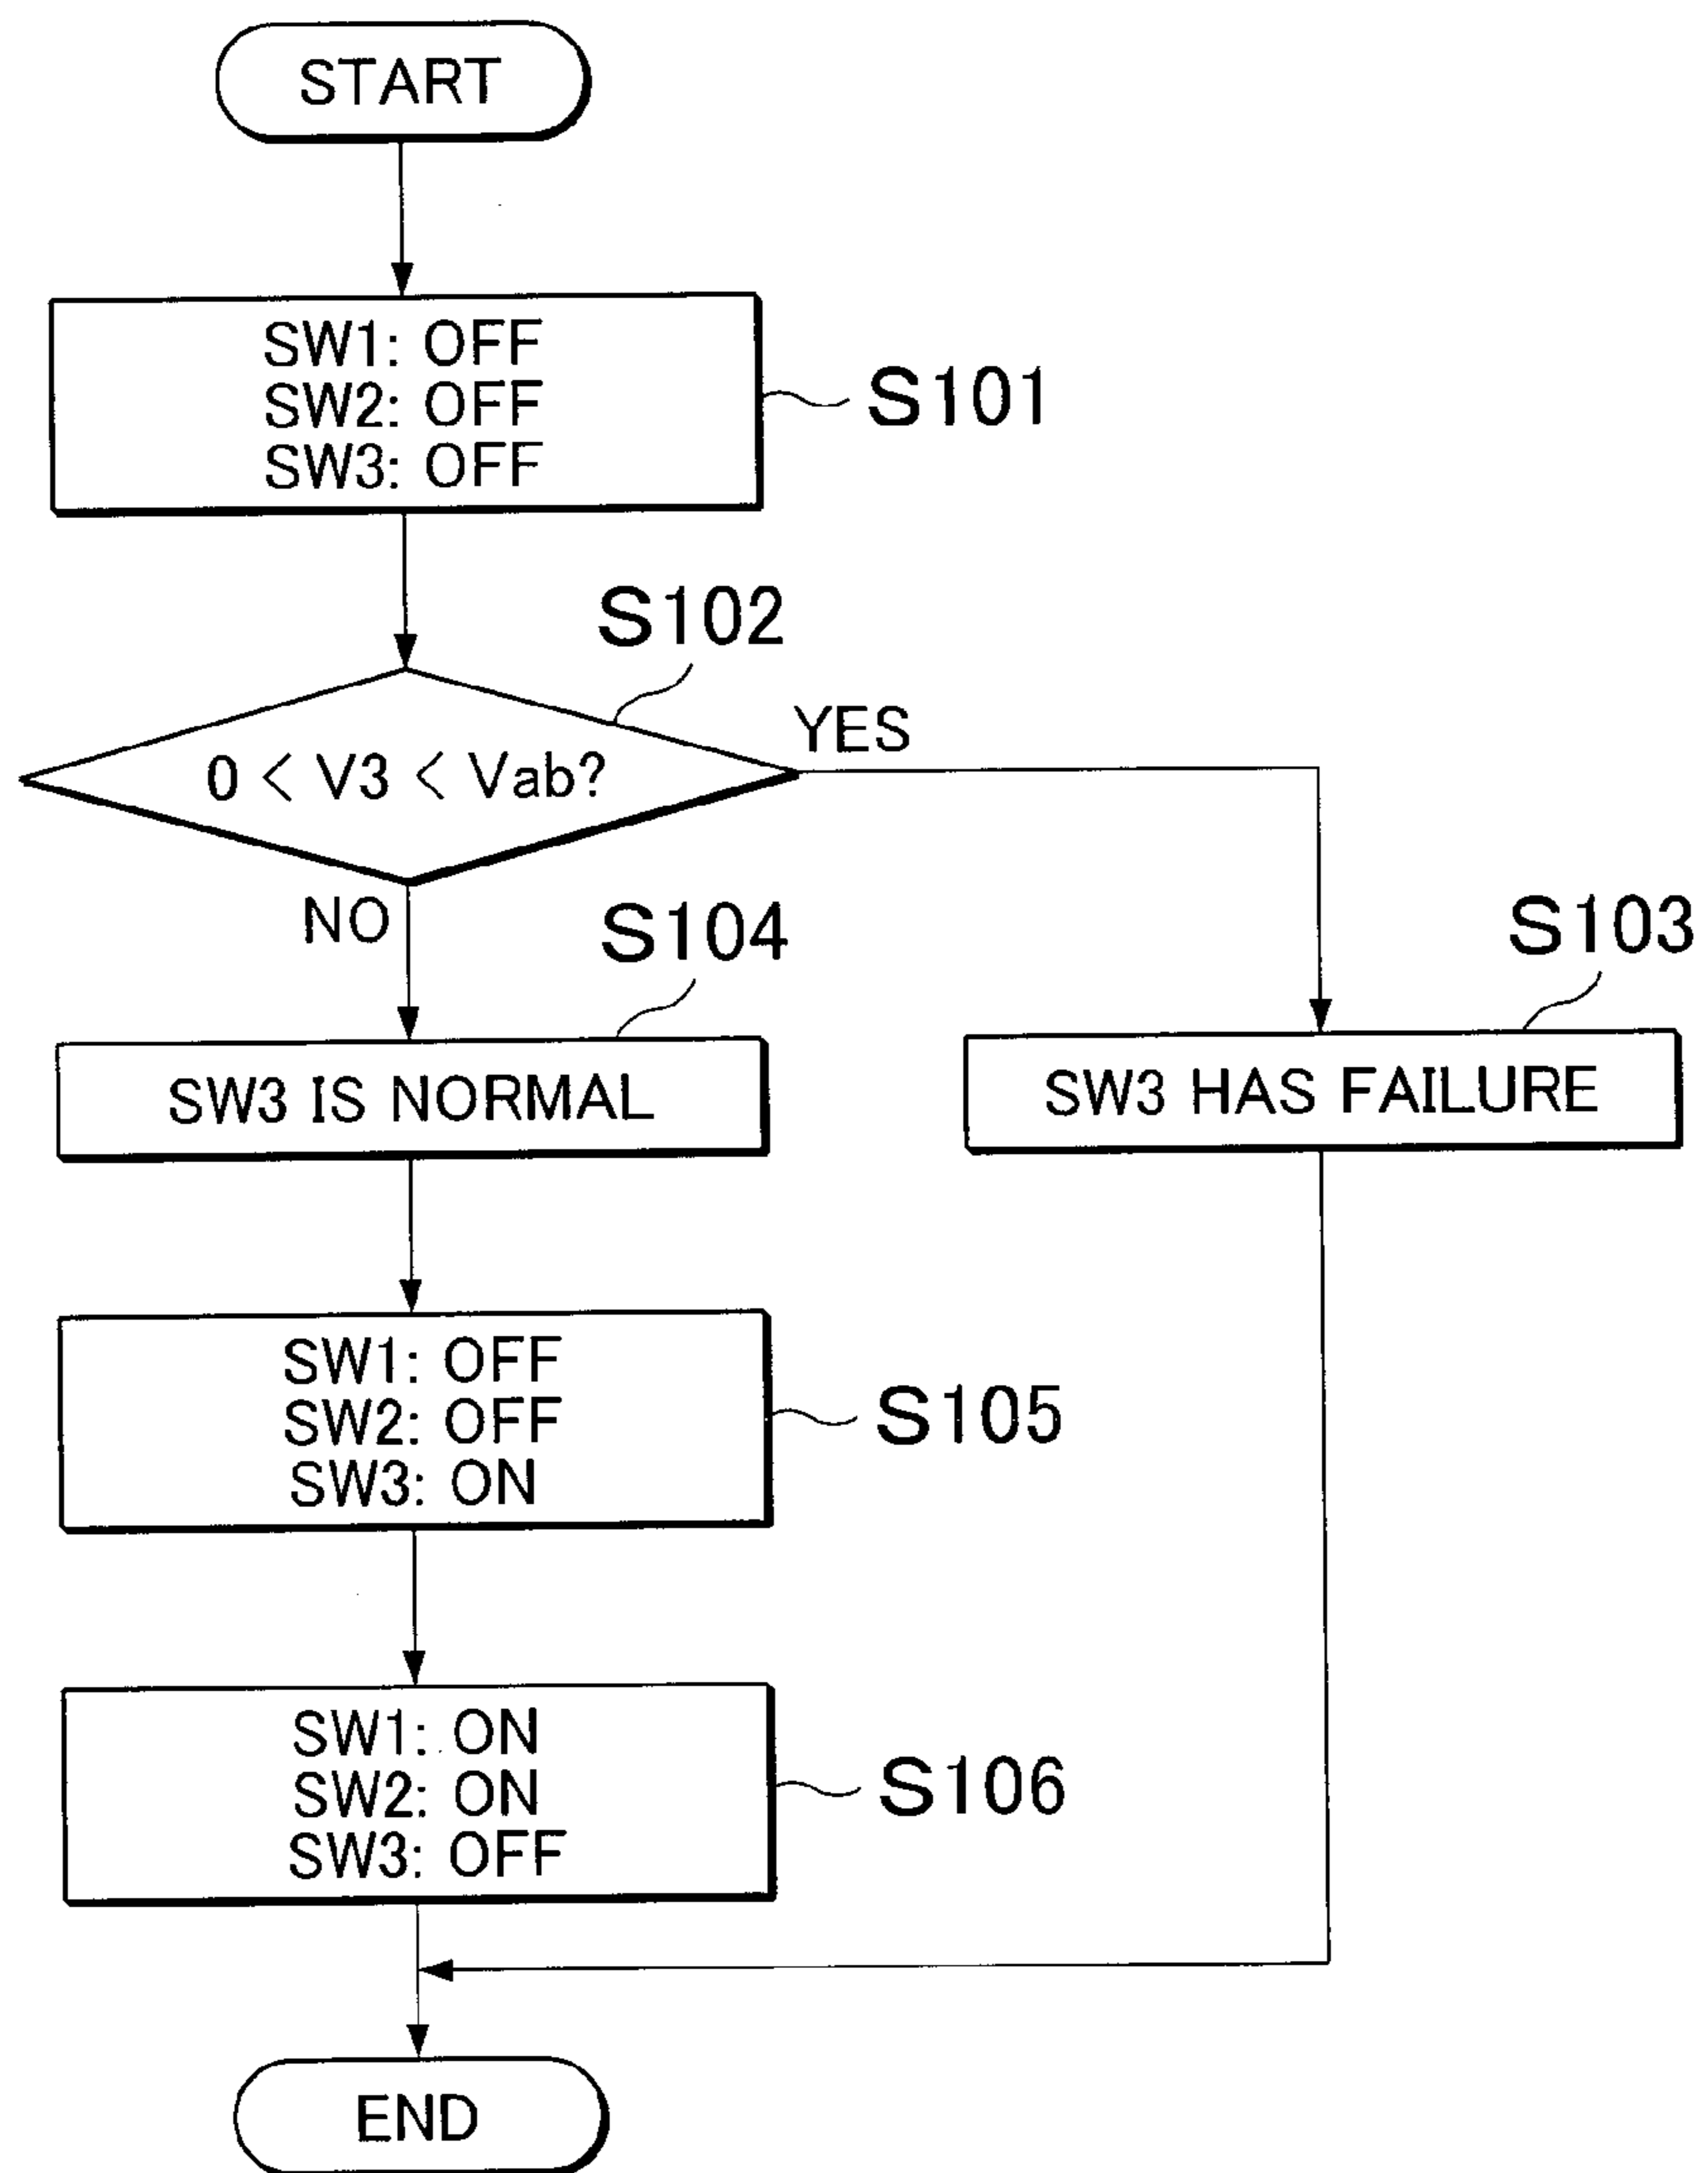 START
SW1: OFF
SW2: OFF
SW3: OFF
S101
S102
0 < V3 < Vab?
YES
NO
S104
S103
SW3 IS NORMAL
SW3 HAS FAILURE
SW1: OFF
SW2: OFF
SW3: ON
S105
SW1: ON
SW2: ON
SW3: OFF
S106
END